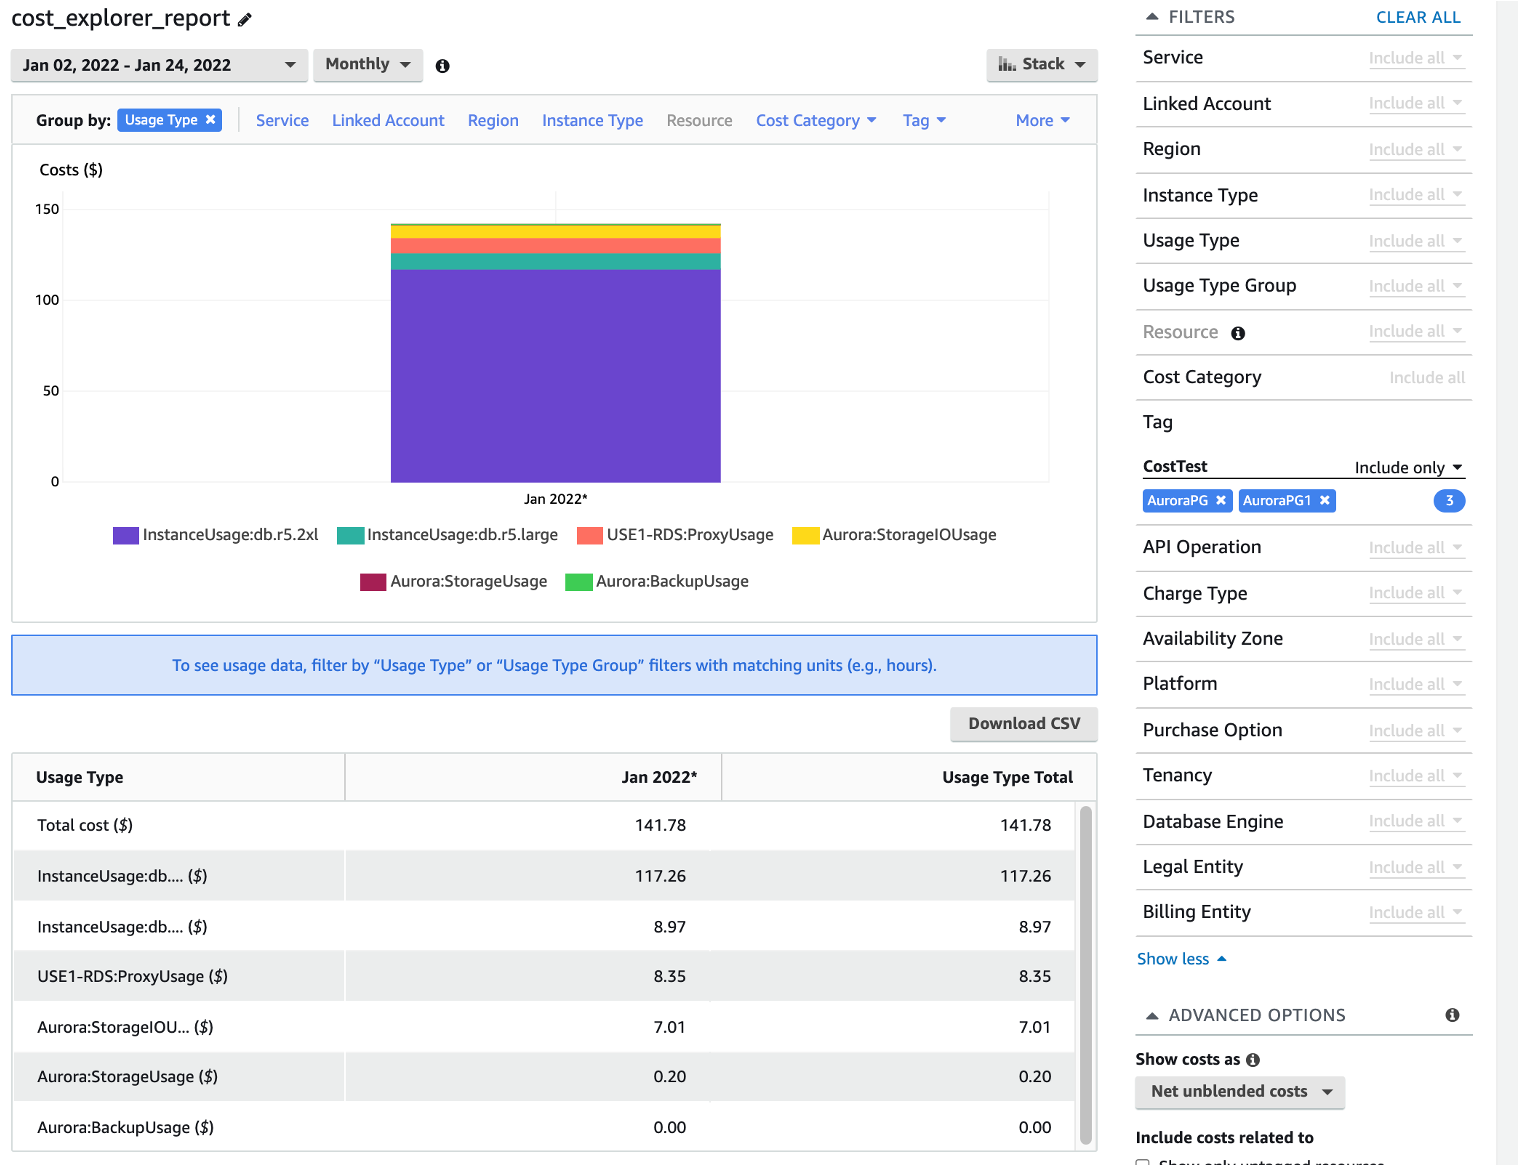 cost_explorer_report
Jan 02, 2022 - Jan 24, 2022
Monthly
Stack
Group by: Usage Type Service Linked Account Region Instance Type Resource Cost Category Tag More
Costs ($)
150
100
50
0
Jan 2022*
InstanceUsage:db.r5.2xl InstanceUsage:db.r5.large USE1-RDS:ProxyUsage Aurora:StorageIOUsage
Aurora:StorageUsage Aurora:BackupUsage
To see usage data, filter by “Usage Type” or “Usage Type Group” filters with matching units (e.g., hours).
Download CSV
Usage Type Jan 2022* Usage Type Total
Total cost ($) 141.78 141.78
InstanceUsage:db.... ($) 117.26 117.26
InstanceUsage:db.... ($) 8.97 8.97
USE1-RDS:ProxyUsage ($) 8.35 8.35
Aurora:StorageIOU... ($) 7.01 7.01
Aurora:StorageUsage ($) 0.20 0.20
Aurora:BackupUsage ($) 0.00 0.00
FILTERS CLEAR ALL
Service Include all
Linked Account Include all
Region Include all
Instance Type Include all
Usage Type Include all
Usage Type Group Include all
Resource Include all
Cost Category Include all
Tag
CostTest Include only
AuroraPG AuroraPG1 3
API Operation Include all
Charge Type Include all
Availability Zone Include all
Platform Include all
Purchase Option Include all
Tenancy Include all
Database Engine Include all
Legal Entity Include all
Billing Entity Include all
Show less
ADVANCED OPTIONS
Show costs as
Net unblended costs
Include costs related to
Show only untagged resources